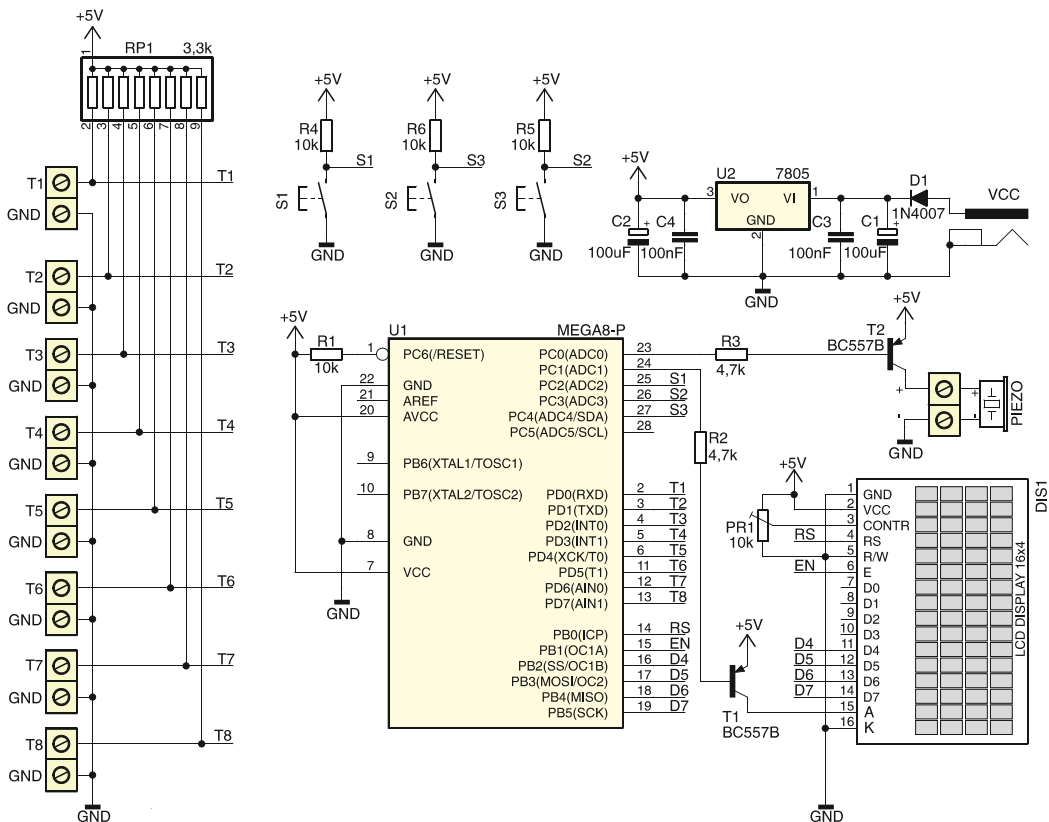 +5V
RP1 3,3k
1
2 3 4 5 6 7 8 9
T1 T1
GND
T2 T2
GND
T3 T3
GND
T4 T4
GND
T5 T5
GND
T6 T6
GND
T7 T7
GND
T8 T8
GND
GND
+5V
R4
10k
S1
S1
GND
+5V
R6
10k
S3
S2
GND
+5V
R5
10k
S2
S3
GND
+5V
U2 7805
3 VO VI 1
GND
2
D1
1N4007
VCC
C2
+
100uF
C4
100nF
C3
100nF
C1
+
100uF
GND
+5V
R1
10k
U1 MEGA8-P
1 PC6(/RESET)
22 GND
21 AREF
20 AVCC
9 PB6(XTAL1/TOSC1)
10 PB7(XTAL2/TOSC2)
8 GND
7 VCC
GND
PC0(ADC0) 23
PC1(ADC1) 24
PC2(ADC2) 25 S1
PC3(ADC3) 26 S2
PC4(ADC4/SDA) 27 S3
PC5(ADC5/SCL) 28
PD0(RXD) 2 T1
PD1(TXD) 3 T2
PD2(INT0) 4 T3
PD3(INT1) 5 T4
PD4(XCK/T0) 6 T5
PD5(T1) 11 T6
PD6(AIN0) 12 T7
PD7(AIN1) 13 T8
PB0(ICP) 14 RS
PB1(OC1A) 15 EN
PB2(SS/OC1B) 16 D4
PB3(MOSI/OC2) 17 D5
PB4(MISO) 18 D6
PB5(SCK) 19 D7
R3
4,7k
R2
4,7k
+5V
T2
BC557B
+ +
- -
PIEZO
GND
+5V
T1
BC557B
+5V
PR1
10k
DIS1
LCD DISPLAY 16x4
1 GND
2 VCC
3 CONTR
RS 4 RS
5 R/W
EN 6 E
7 D0
8 D1
9 D2
10 D3
D4 11 D4
D5 12 D5
D6 13 D6
D7 14 D7
15 A
16 K
GND